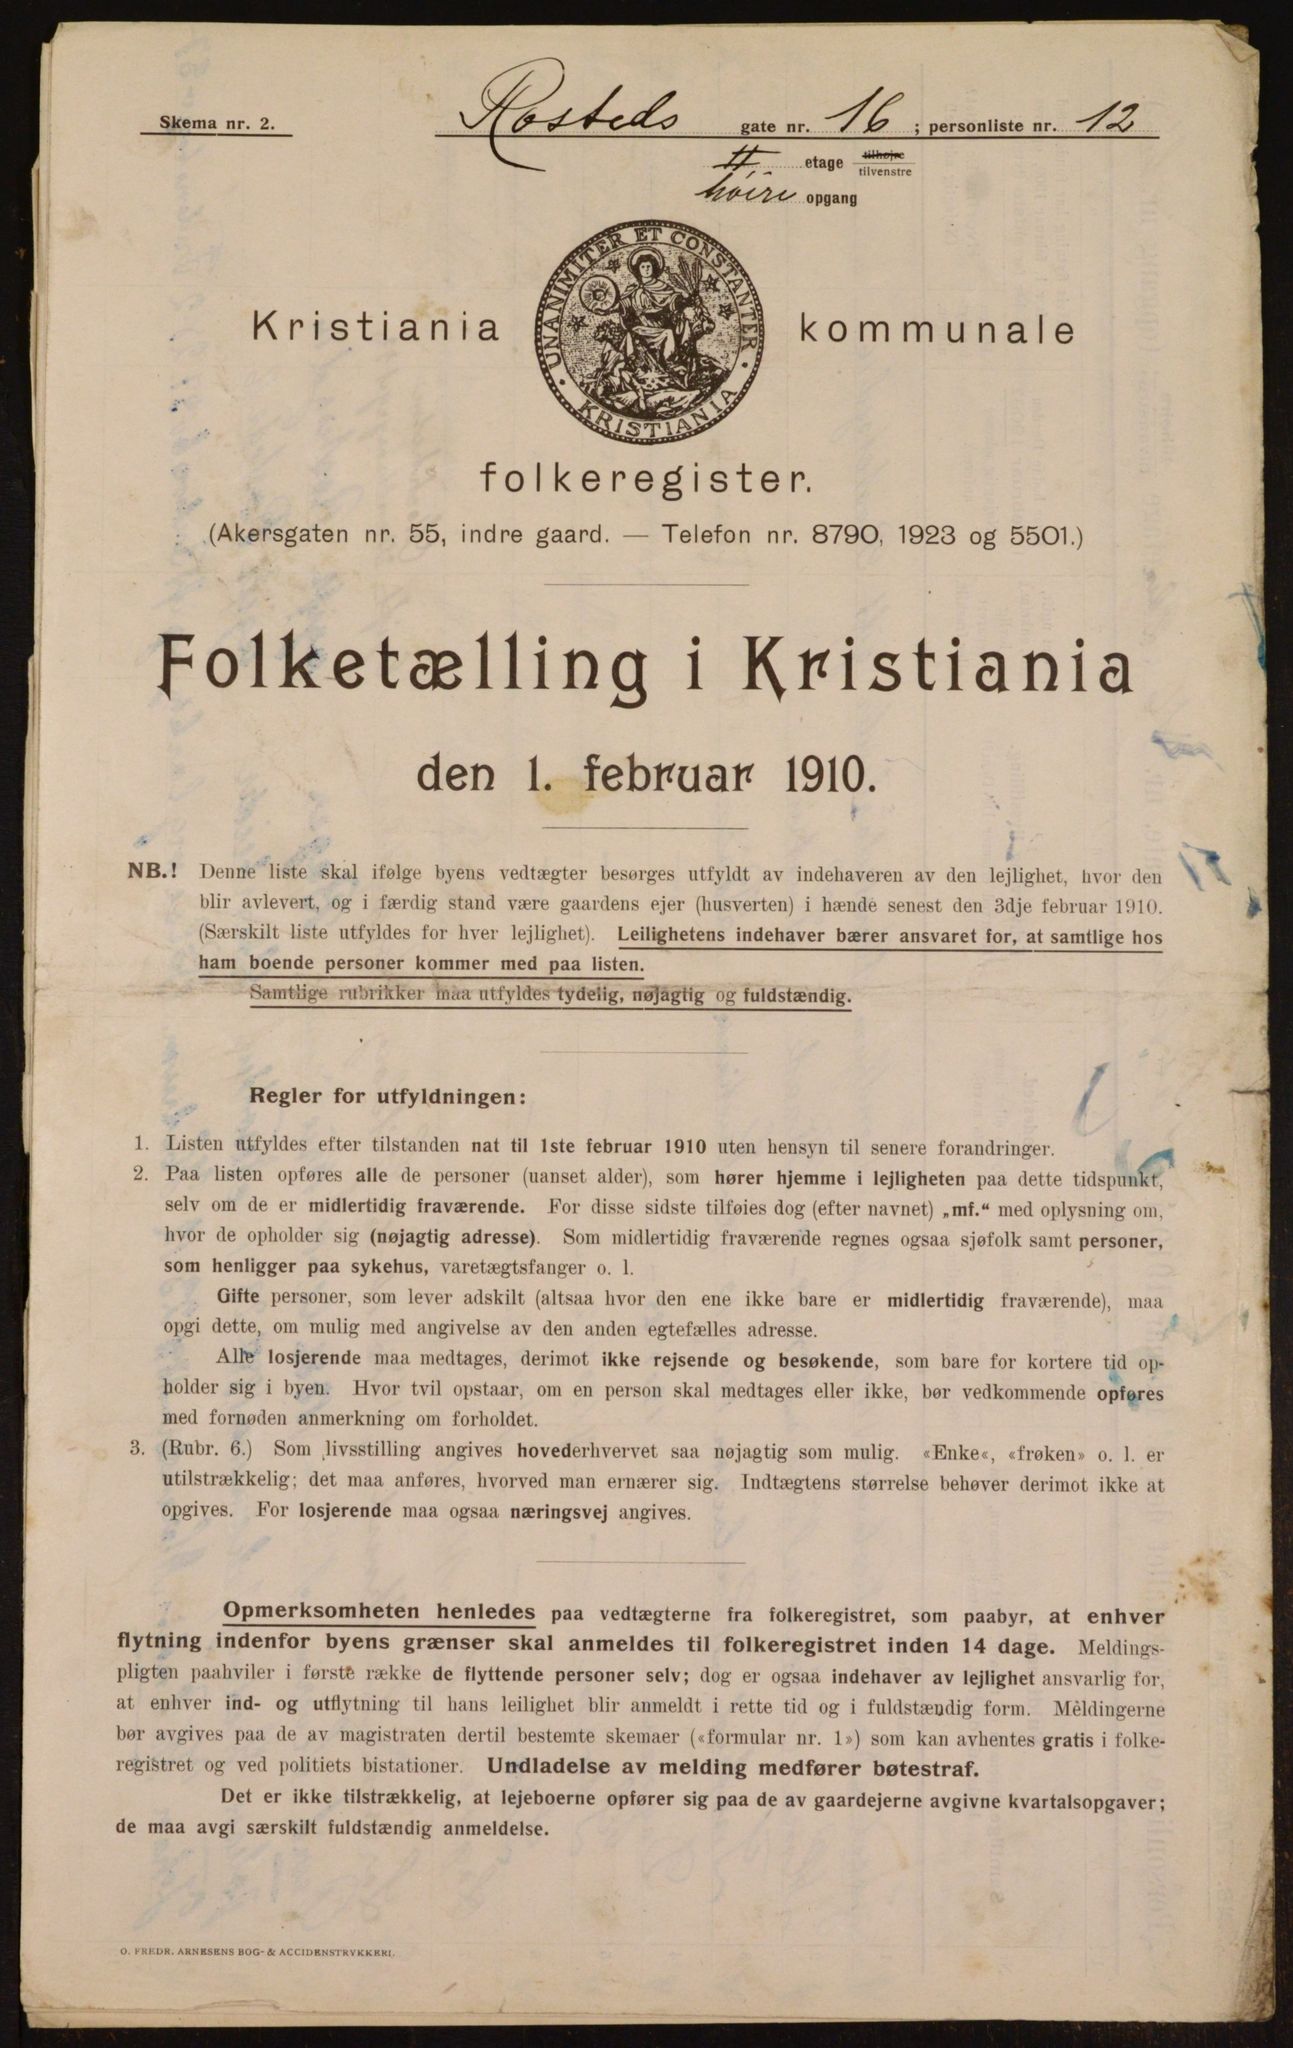 Skema nr. 2.
Rosteds gate nr. 16 ; personliste nr. 12
II etage tilhøjre tilvenstre
høire opgang
UNANIMITER ET CONSTANTER · KRISTIANIA ·
Kristiania kommunale
folkeregister.
(Akersgaten nr. 55, indre gaard. — Telefon nr. 8790, 1923 og 5501.)
Folketælling i Kristiania
den 1. februar 1910.
NB.! Denne liste skal ifølge byens vedtægter besørges utfyldt av indehaveren av den lejlighet, hvor den
blir avlevert, og i færdig stand være gaardens ejer (husverten) i hænde senest den 3dje februar 1910.
(Særskilt liste utfyldes for hver lejlighet). Leilighetens indehaver bærer ansvaret for, at samtlige hos
ham boende personer kommer med paa listen.
Samtlige rubrikker maa utfyldes tydelig, nøjagtig og fuldstændig.
Regler for utfyldningen:
1. Listen utfyldes efter tilstanden nat til 1ste februar 1910 uten hensyn til senere forandringer.
2. Paa listen opføres alle de personer (uanset alder), som hører hjemme i lejligheten paa dette tidspunkt,
selv om de er midlertidig fraværende. For disse sidste tilføies dog (efter navnet) „mf.“ med oplysning om,
hvor de opholder sig (nøjagtig adresse). Som midlertidig fraværende regnes ogsaa sjøfolk samt personer,
som henligger paa sykehus, varetægtsfanger o. l.
Gifte personer, som lever adskilt (altsaa hvor den ene ikke bare er midlertidig fraværende), maa
opgi dette, om mulig med angivelse av den anden egtefælles adresse.
Alle losjerende maa medtages, derimot ikke rejsende og besøkende, som bare for kortere tid op-
holder sig i byen. Hvor tvil opstaar, om en person skal medtages eller ikke, bør vedkommende opføres
med fornøden anmerkning om forholdet.
3. (Rubr. 6.) Som livsstilling angives hovederhvervet saa nøjagtig som mulig. «Enke«, «frøken» o. l. er
utilstrækkelig; det maa anføres, hvorved man ernærer sig. Indtægtens størrelse behøver derimot ikke at
opgives. For losjerende maa ogsaa næringsvej angives.
Opmerksomheten henledes paa vedtægterne fra folkeregistret, som paabyr, at enhver
flytning indenfor byens grænser skal anmeldes til folkeregistret inden 14 dage. Meldings-
pligten paahviler i første række de flyttende personer selv; dog er ogsaa indehaver av lejlighet ansvarlig for,
at enhver ind- og utflytning til hans leilighet blir anmeldt i rette tid og i fuldstændig form. Meldingerne
bør avgives paa de av magistraten dertil bestemte skemaer («formular nr. 1») som kan avhentes gratis i folke-
registret og ved politiets bistationer. Undladelse av melding medfører bøtestraf.
Det er ikke tilstrækkelig, at lejeboerne opfører sig paa de av gaardejerne avgivne kvartalsopgaver;
de maa avgi særskilt fuldstændig anmeldelse.
O. FREDR. ARNESENS BOG- & ACCIDENSTRYKKERI.